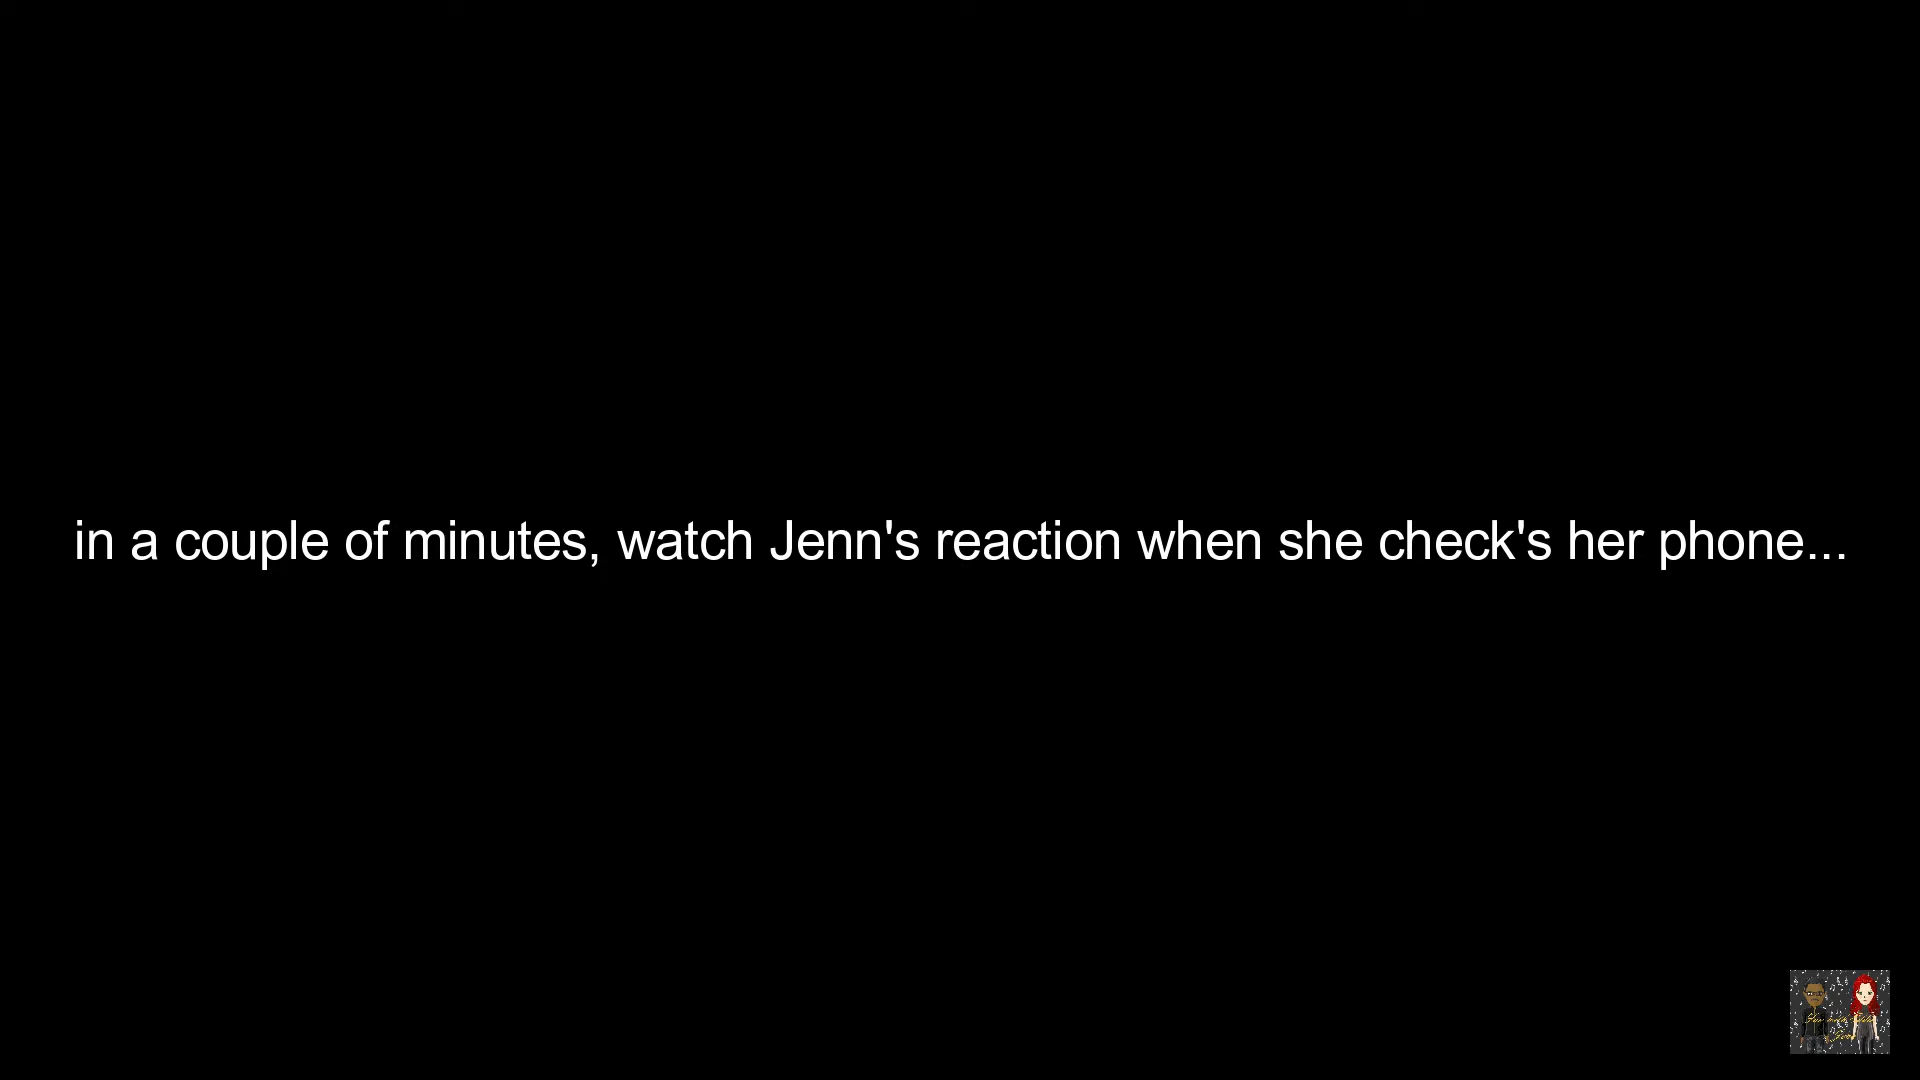 in a couple of minutes, watch Jenn's reaction when she check's her phone...